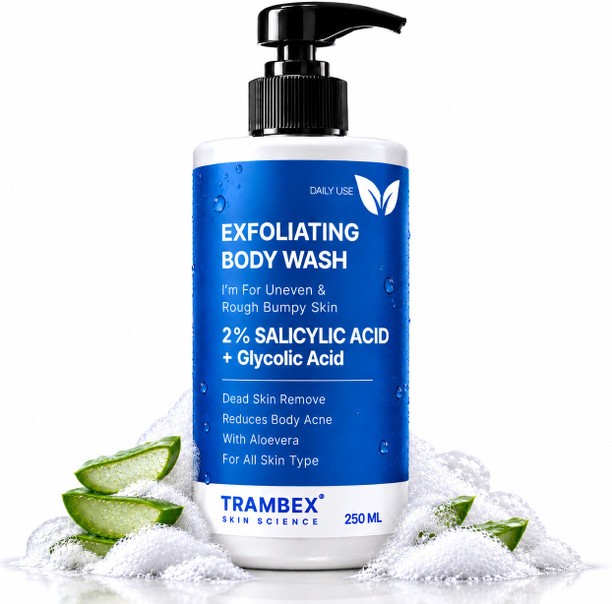 DAILY USE
EXFOLIATING
BODY WASH
I'm For Uneven &
Rough Bumpy Skin
2% SALICYLIC ACID
+ Glycolic Acid
Dead Skin Remove
Reduces Body Acne
With Aloevera
For All Skin Type
TRAMBEX®
SKIN SCIENCE
250 ML